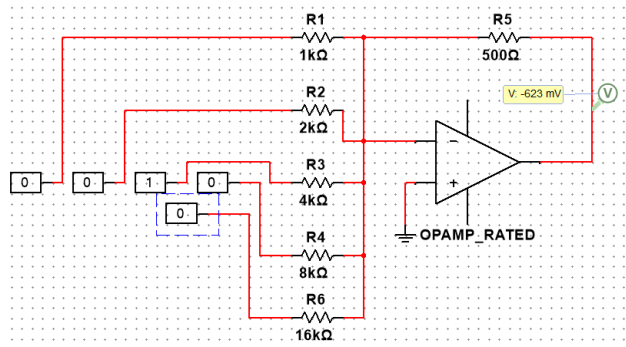 R1
1kΩ
R5
500Ω
V: -623 mV
V
R2
2kΩ
−
+
OPAMP_RATED
0
0
1
0
0
R3
4kΩ
R4
8kΩ
R6
16kΩ